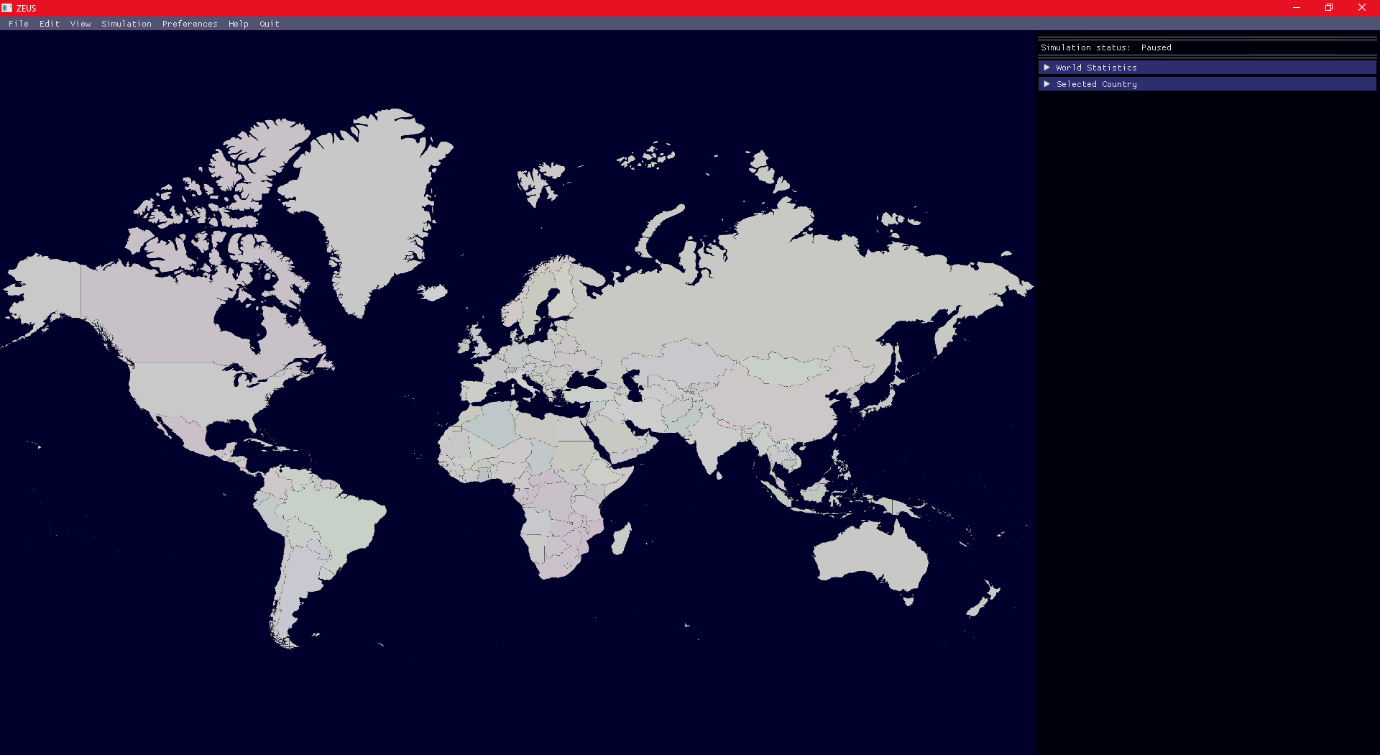 ZEUS
File Edit View Simulation Preferences Help Quit
Simulation status: Paused
World Statistics
Selected Country